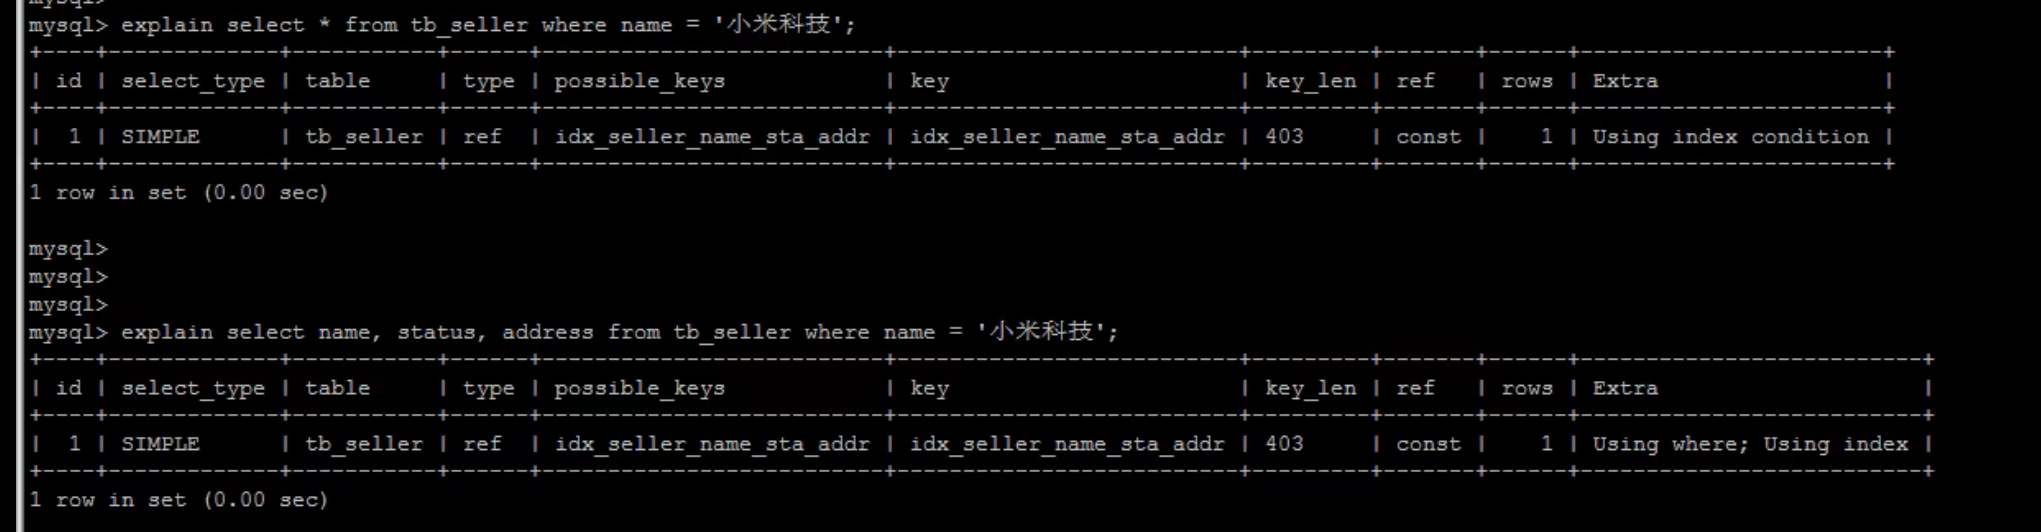 mysql>
mysql> explain select * from tb_seller where name = '小米科技';
+----+-------------+-----------+------+--------------------------+--------------------------+---------+-------+------+-----------------------+
| id | select_type | table     | type | possible_keys            | key                      | key_len | ref   | rows | Extra                 |
+----+-------------+-----------+------+--------------------------+--------------------------+---------+-------+------+-----------------------+
|  1 | SIMPLE      | tb_seller | ref  | idx_seller_name_sta_addr | idx_seller_name_sta_addr | 403     | const |    1 | Using index condition |
+----+-------------+-----------+------+--------------------------+--------------------------+---------+-------+------+-----------------------+
1 row in set (0.00 sec)
mysql>
mysql>
mysql>
mysql> explain select name, status, address from tb_seller where name = '小米科技';
+----+-------------+-----------+------+--------------------------+--------------------------+---------+-------+------+--------------------------+
| id | select_type | table     | type | possible_keys            | key                      | key_len | ref   | rows | Extra                    |
+----+-------------+-----------+------+--------------------------+--------------------------+---------+-------+------+--------------------------+
|  1 | SIMPLE      | tb_seller | ref  | idx_seller_name_sta_addr | idx_seller_name_sta_addr | 403     | const |    1 | Using where; Using index |
+----+-------------+-----------+------+--------------------------+--------------------------+---------+-------+------+--------------------------+
1 row in set (0.00 sec)